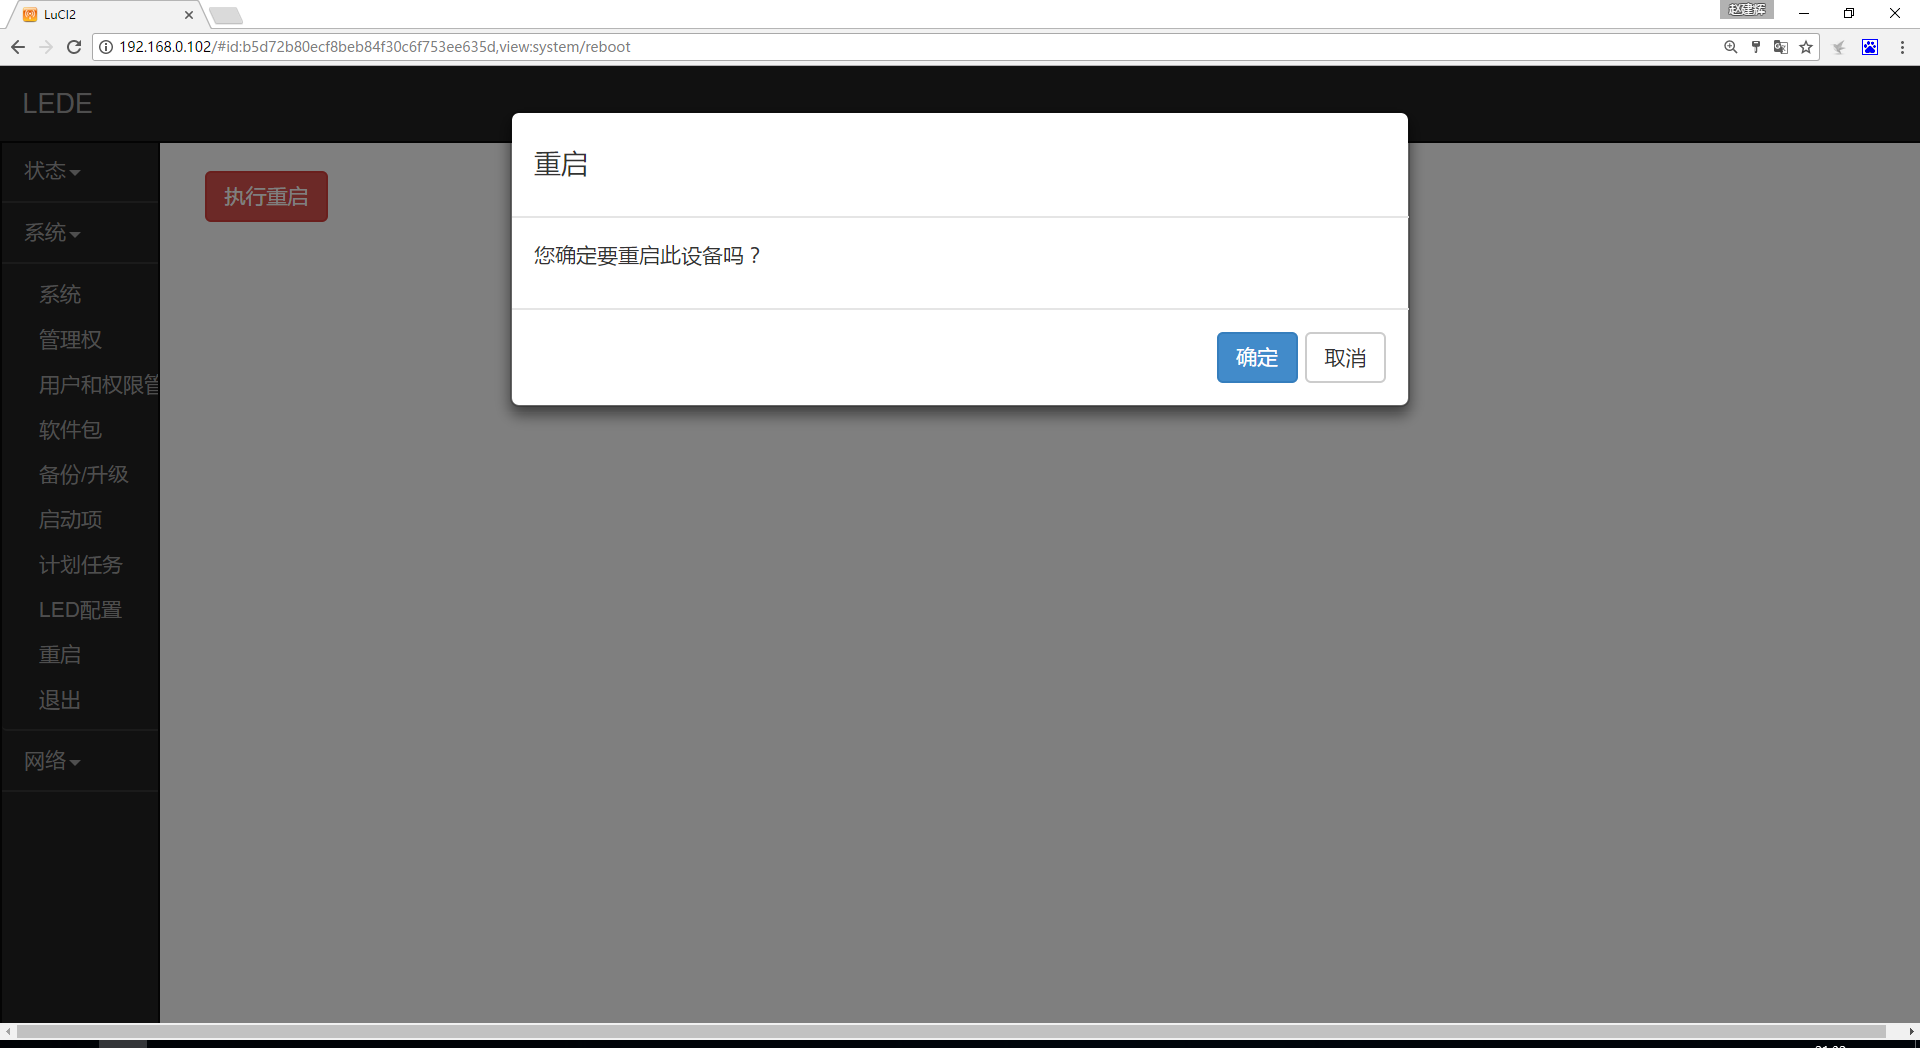 LuCI2
赵建辉
192.168.0.102/#id:b5d72b80ecf8beb84f30c6f753ee635d,view:system/reboot
LEDE
重启
状态
执行重启
系统
您确定要重启此设备吗？
系统
管理权
确定 取消
用户和权限管
软件包
备份/升级
启动项
计划任务
LED配置
重启
退出
网络